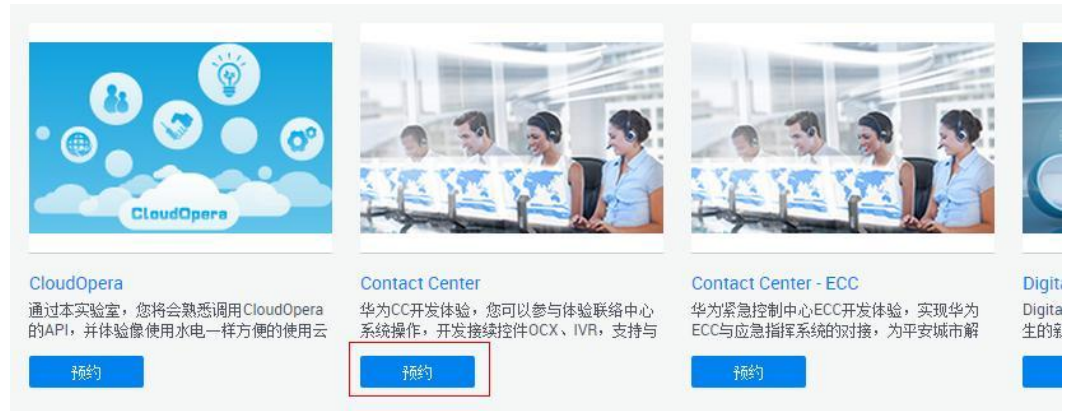 CloudOpera
CloudOpera
通过本实验室，您将会熟悉调用CloudOpera
的API，并体验像使用水电一样方便的使用云
预约
Contact Center
华为CC开发体验，您可以参与体验联络中心
系统操作，开发接续控件OCX、IVR，支持与
预约
Contact Center - ECC
华为紧急控制中心ECC开发体验，实现华为
ECC与应急指挥系统的对接，为平安城市解
预约
Digit
Digita
生的新